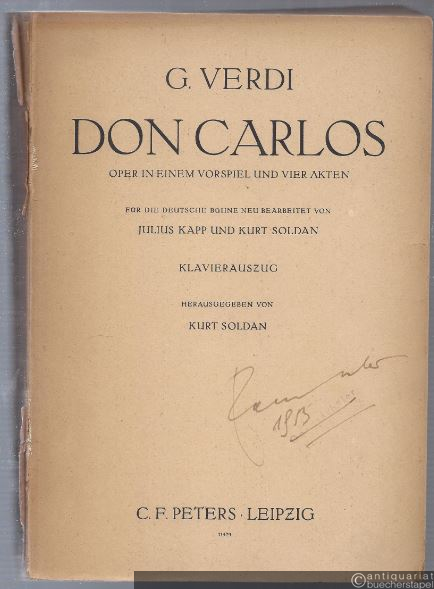 G. VERDI
DON CARLOS
OPER IN EINEM VORSPIEL UND VIER AKTEN
FÜR DIE DEUTSCHE BÜHNE NEU BEARBEITET VON
JULIUS KAPP UND KURT SOLDAN
KLAVIERAUSZUG
HERAUSGEGEBEN VON
KURT SOLDAN
1953
C. F. PETERS · LEIPZIG
antiquariat
buecherstapel